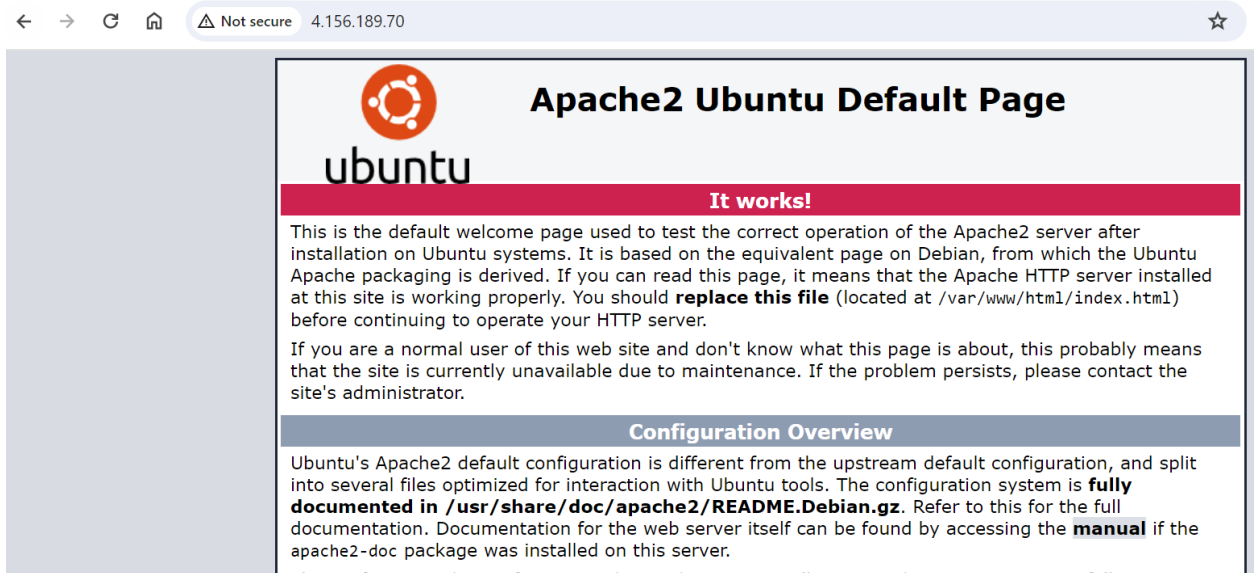 Not secure 4.156.189.70
Apache2 Ubuntu Default Page
ubuntu
It works!
This is the default welcome page used to test the correct operation of the Apache2 server after
installation on Ubuntu systems. It is based on the equivalent page on Debian, from which the Ubuntu
Apache packaging is derived. If you can read this page, it means that the Apache HTTP server installed
at this site is working properly. You should replace this file (located at /var/www/html/index.html)
before continuing to operate your HTTP server.
If you are a normal user of this web site and don't know what this page is about, this probably means
that the site is currently unavailable due to maintenance. If the problem persists, please contact the
site's administrator.
Configuration Overview
Ubuntu's Apache2 default configuration is different from the upstream default configuration, and split
into several files optimized for interaction with Ubuntu tools. The configuration system is fully
documented in /usr/share/doc/apache2/README.Debian.gz. Refer to this for the full
documentation. Documentation for the web server itself can be found by accessing the manual if the
apache2-doc package was installed on this server.